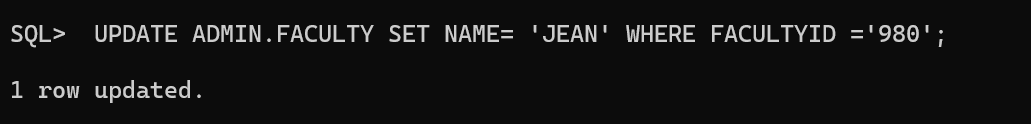 SQL>  UPDATE ADMIN.FACULTY SET NAME= 'JEAN' WHERE FACULTYID ='980';
1 row updated.